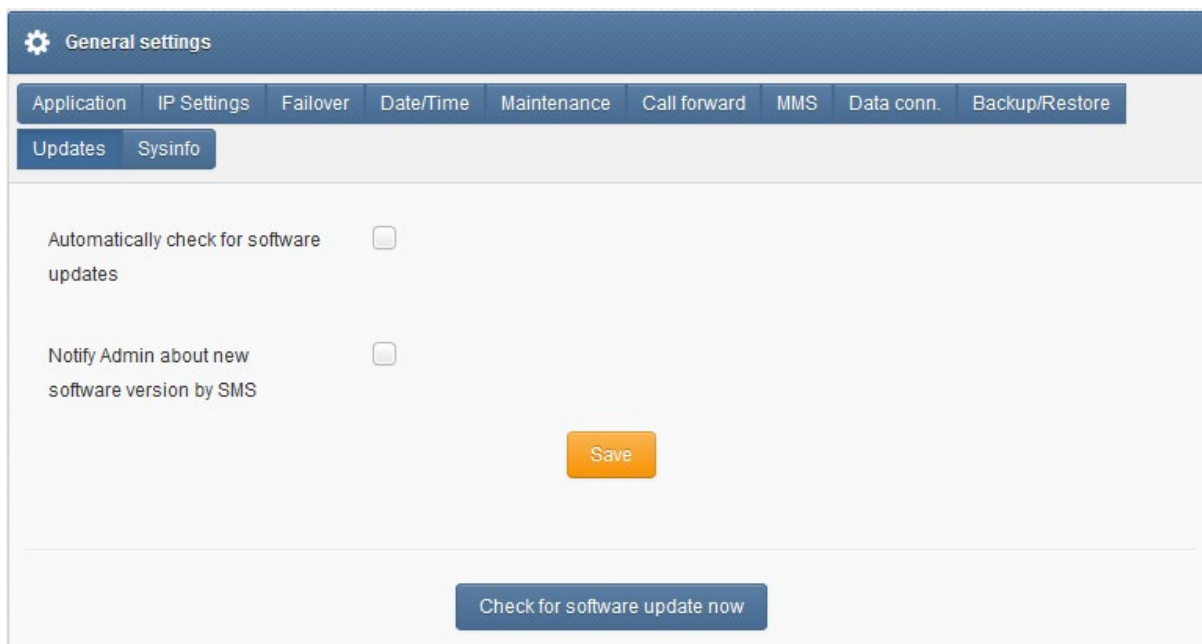 General settings
Application IP Settings Failover Date/Time Maintenance Call forward MMS Data conn. Backup/Restore
Updates Sysinfo
Automatically check for software
updates
Notify Admin about new
software version by SMS
Save
Check for software update now